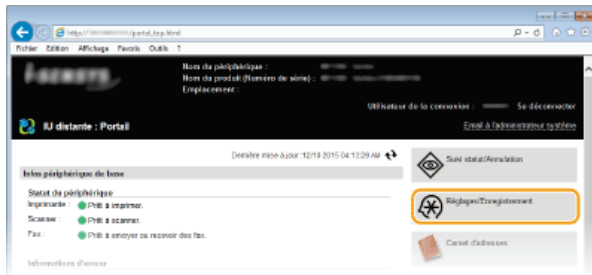 http:// /portal_top.html
Fichier Edition Affichage Favoris Outils ?
Nom du périphérique :
Nom du produit (Numéro de série) :
Emplacement :
Utilisateur de la connexion : Se déconnecter
IU distante : Portail
Email à l'administrateur système
Dernière mise à jour :12/18 2015 04:13:29 AM
Infos périphérique de base
Statut du périphérique
Imprimante : Prêt à imprimer.
Scanner : Prêt à scanner.
Fax : Prêt à envoyer ou recevoir des fax.
Informations d'erreur
Suivi statut/Annulation
Réglages/Enregistrement
Carnet d'adresses